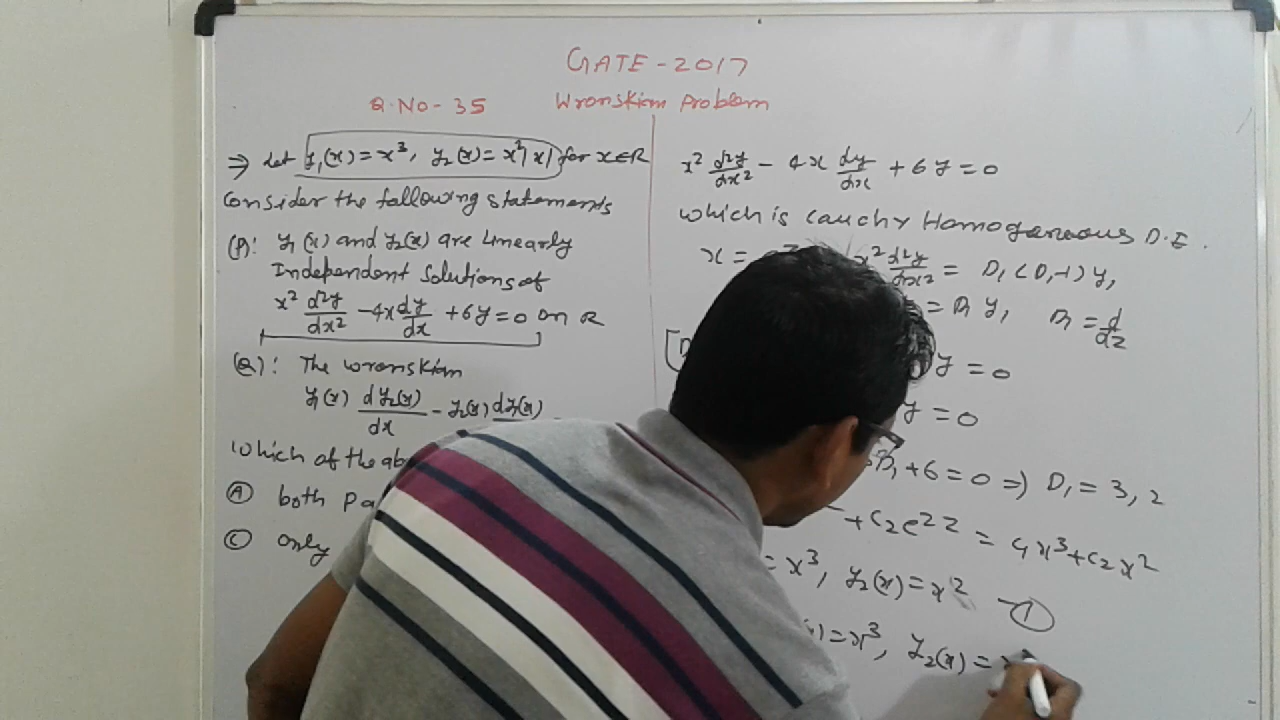 GATE-2017
Q.No-35 Wronskian Problem
⇒ Let y₁(x)=x³, y₂(x)=x²|x| for x∈R
Consider the following statements
(P): y₁(x) and y₂(x) are Linearly
Independent Solutions of
x² d²y/dx² - 4x dy/dx + 6y = 0 on R
(Q): The wronskian
y₁(x) dy₂(x)/dx - y₂(x) dy₁(x)
Which of the
(A) both
(C) only
x² d²y/dx² - 4x dy/dx + 6y = 0
which is Cauchy Homogeneous D.E.
x = x² d²y/dx² = D₁(D₁-1)y,
= D₁y, D₁ = d/dz
y = 0
y = 0
D₁+6=0 ⇒ D₁ = 3, 2
+ C₂e²z = C₁x³+C₂x²
= x³, y₂(x) = x² -(1)
= x³, y₂(x) =